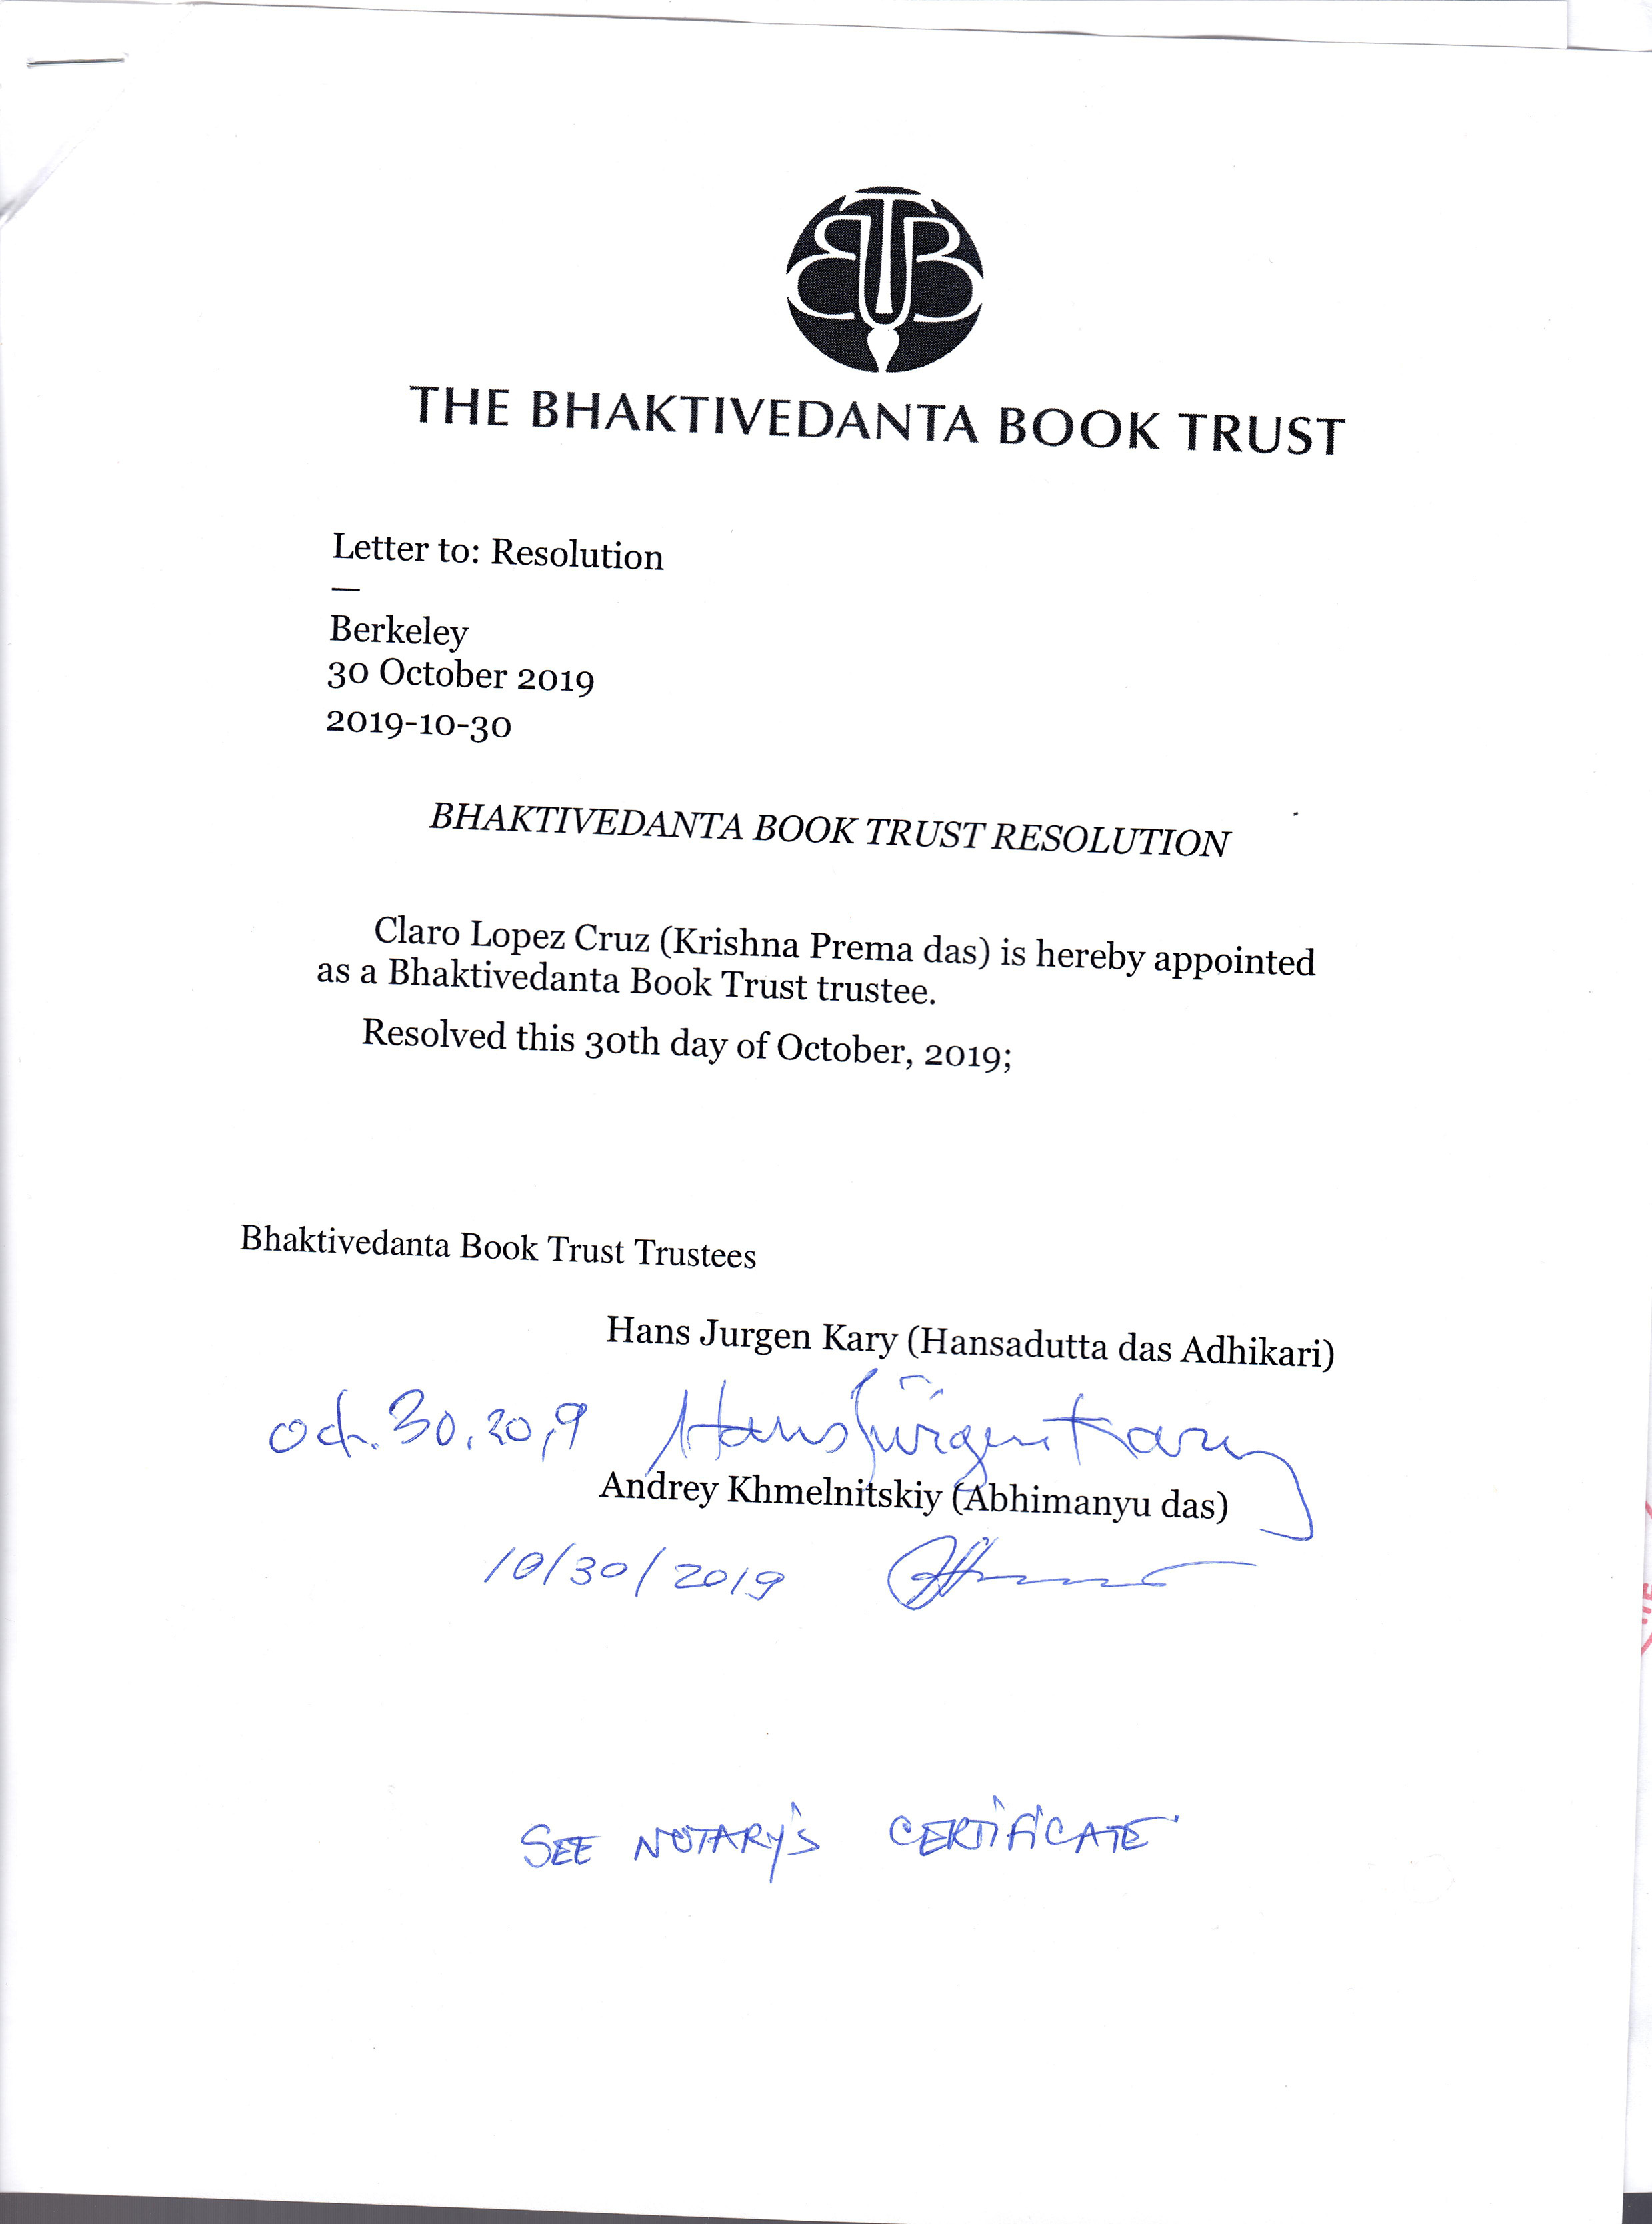 BBT
THE BHAKTIVEDANTA BOOK TRUST
Letter to: Resolution
—
Berkeley
30 October 2019
2019-10-30
BHAKTIVEDANTA BOOK TRUST RESOLUTION
Claro Lopez Cruz (Krishna Prema das) is hereby appointed
as a Bhaktivedanta Book Trust trustee.
Resolved this 30th day of October, 2019;
Bhaktivedanta Book Trust Trustees
Hans Jurgen Kary (Hansadutta das Adhikari)
oct. 30, 2019 Hans Jürgen Kary
Andrey Khmelnitskiy (Abhimanyu das)
10/30/2019
SEE NOTARY'S CERTIFICATE